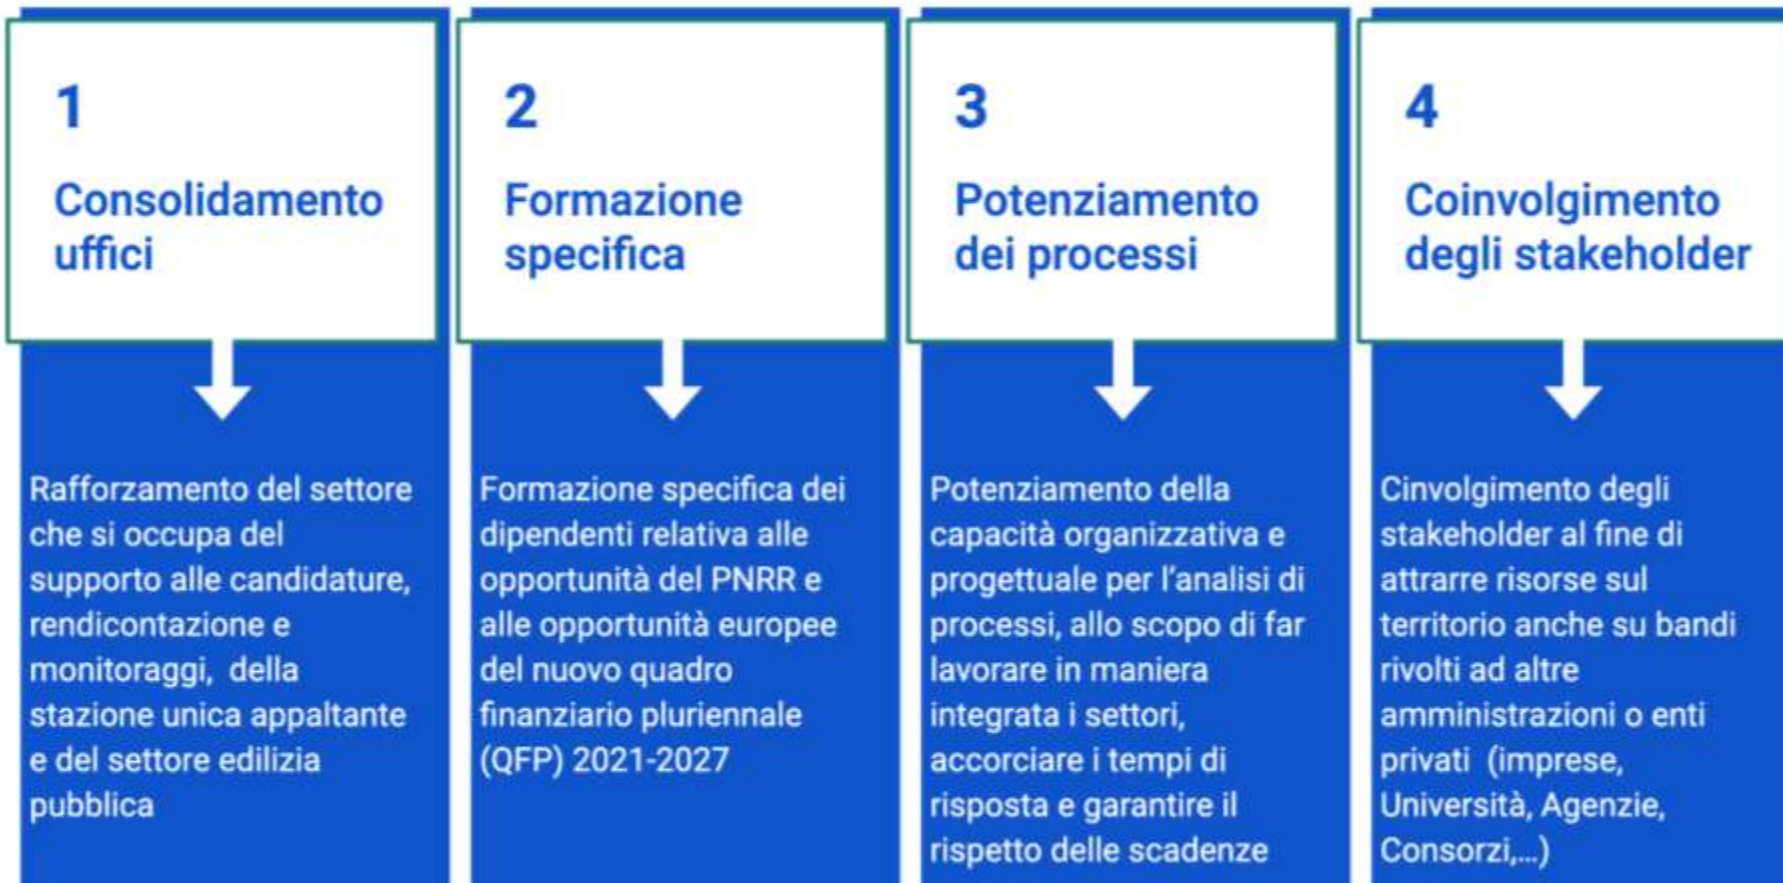 1
Consolidamento
uffici
Rafforzamento del settore
che si occupa del
supporto alle candidature,
rendicontazione e
monitoraggi, della
stazione unica appaltante
e del settore edilizia
pubblica
2
Formazione
specifica
Formazione specifica dei
dipendenti relativa alle
opportunità del PNRR e
alle opportunità europee
del nuovo quadro
finanziario pluriennale
(QFP) 2021-2027
3
Potenziamento
dei processi
Potenziamento della
capacità organizzativa e
progettuale per l'analisi di
processi, allo scopo di far
lavorare in maniera
integrata i settori,
accorciare i tempi di
risposta e garantire il
rispetto delle scadenze
4
Coinvolgimento
degli stakeholder
Cinvolgimento degli
stakeholder al fine di
attrarre risorse sul
territorio anche su bandi
rivolti ad altre
amministrazioni o enti
privati (imprese,
Università, Agenzie,
Consorzi,...)